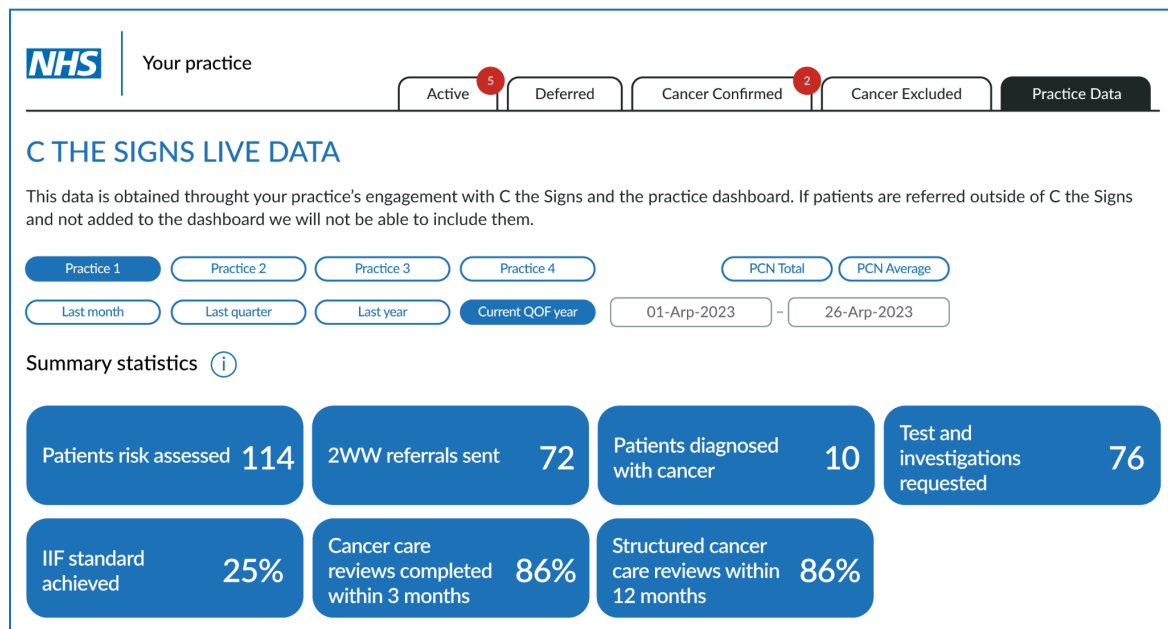 NHS
Your practice
Active 5 Deferred Cancer Confirmed 2 Cancer Excluded Practice Data
C THE SIGNS LIVE DATA
This data is obtained throught your practice's engagement with C the Signs and the practice dashboard. If patients are referred outside of C the Signs
and not added to the dashboard we will not be able to include them.
Practice 1 Practice 2 Practice 3 Practice 4 PCN Total PCN Average
Last month Last quarter Last year Current QOF year 01-Arp-2023 – 26-Arp-2023
Summary statistics i
Patients risk assessed 114
2WW referrals sent 72
Patients diagnosed
with cancer 10
Test and
investigations 76
requested
IIF standard
achieved 25%
Cancer care
reviews completed 86%
within 3 months
Structured cancer
care reviews within 86%
12 months